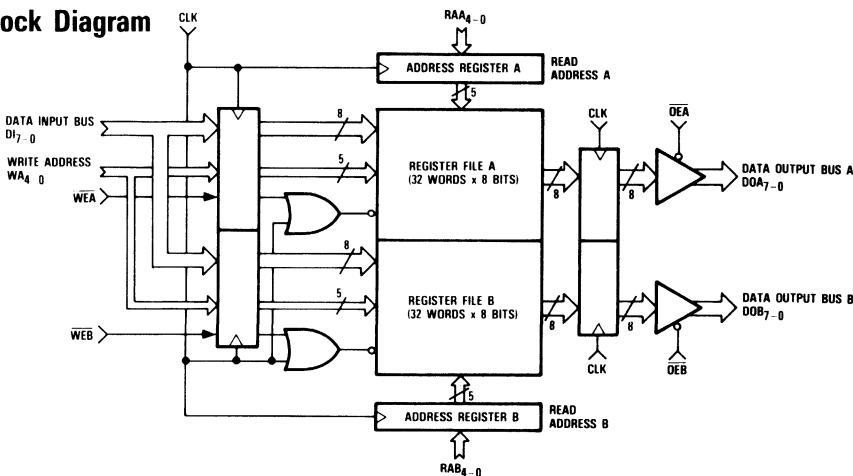 ock Diagram
CLK
RAA4-0
ADDRESS REGISTER A
READ
ADDRESS A
5
DATA INPUT BUS
DI7-0
8
CLK
OEA
WRITE ADDRESS
WA4 0
5
REGISTER FILE A
(32 WORDS x 8 BITS)
DATA OUTPUT BUS A
DOA7-0
8
8
WEA
8
5
REGISTER FILE B
(32 WORDS x 8 BITS)
DATA OUTPUT BUS B
DOB7-0
8
8
WEB
CLK
OEB
5
ADDRESS REGISTER B
READ
ADDRESS B
RAB4-0